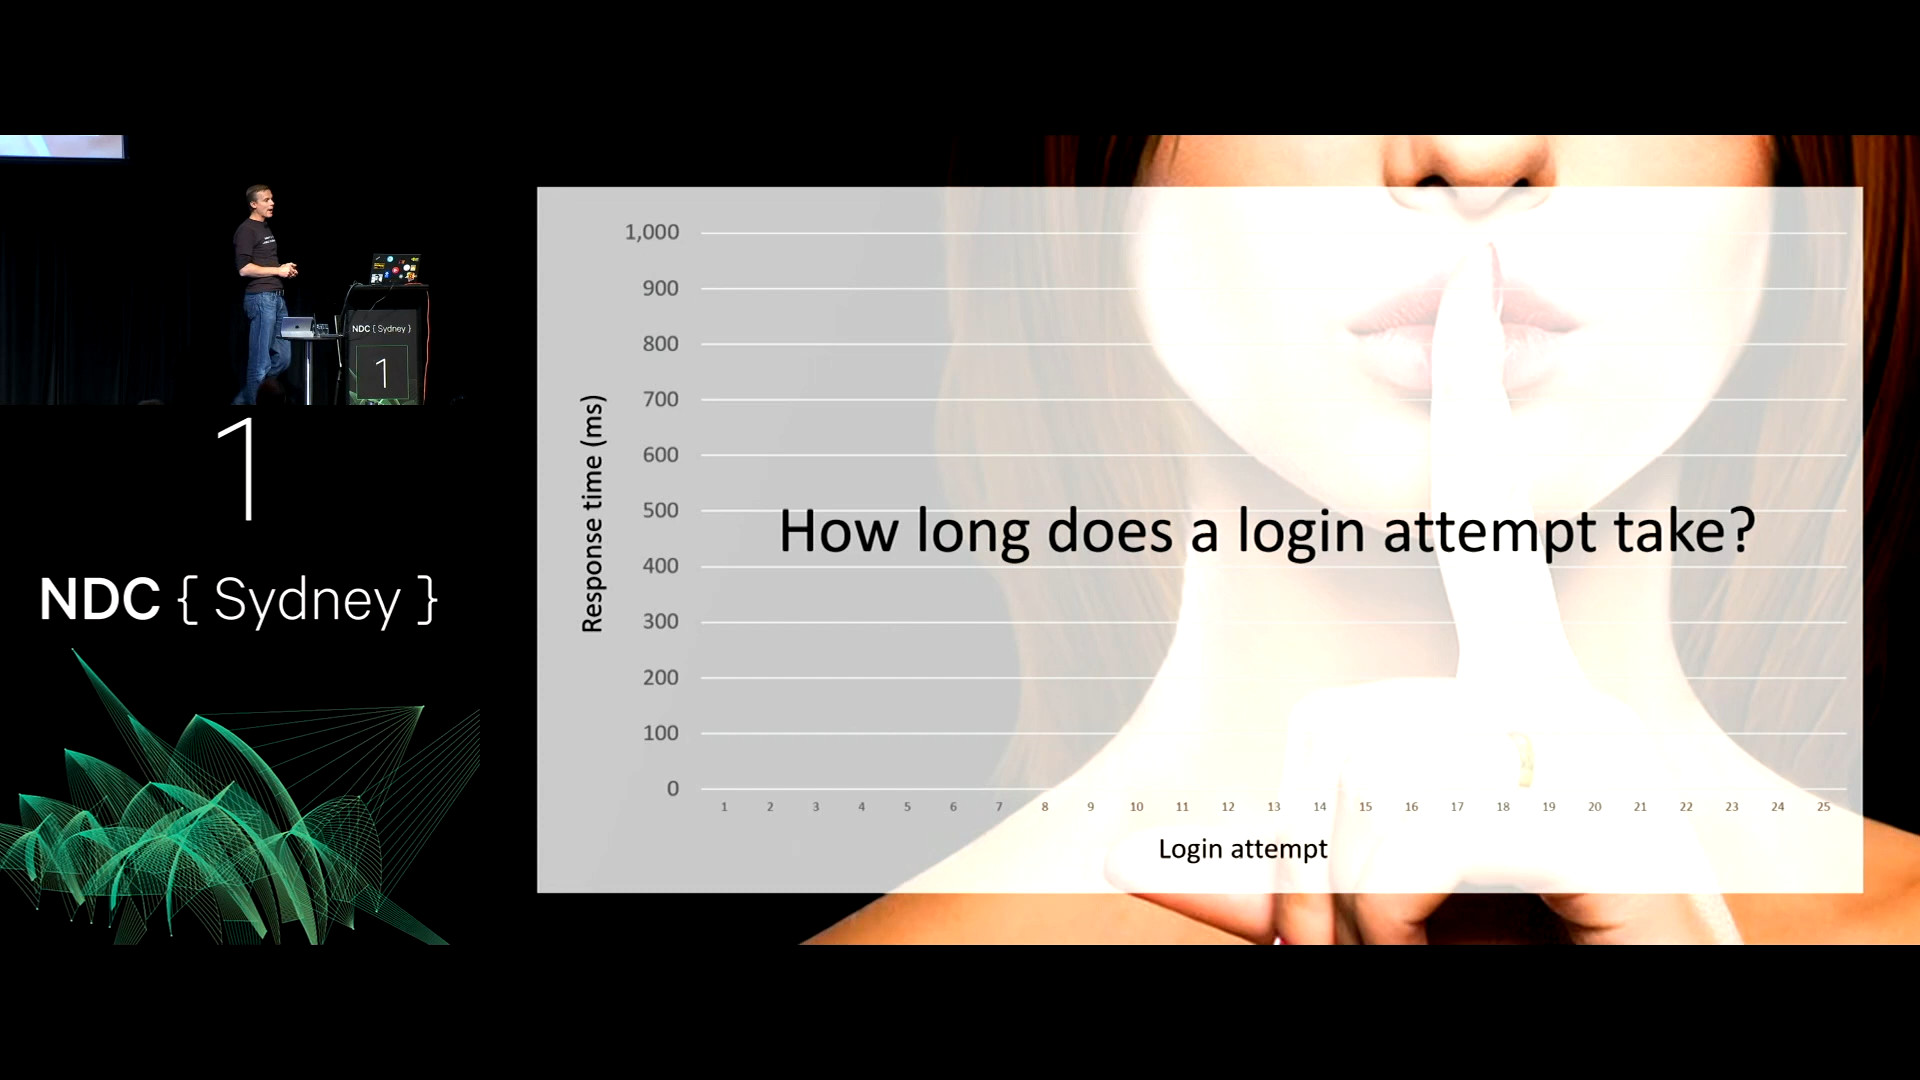 NDC { Sydney }
1
1
NDC { Sydney }
How long does a login attempt take?
Response time (ms)
1,000
900
800
700
600
500
400
300
200
100
0
1 2 3 4 5 6 7 8 9 10 11 12 13 14 15 16 17 18 19 20 21 22 23 24 25
Login attempt